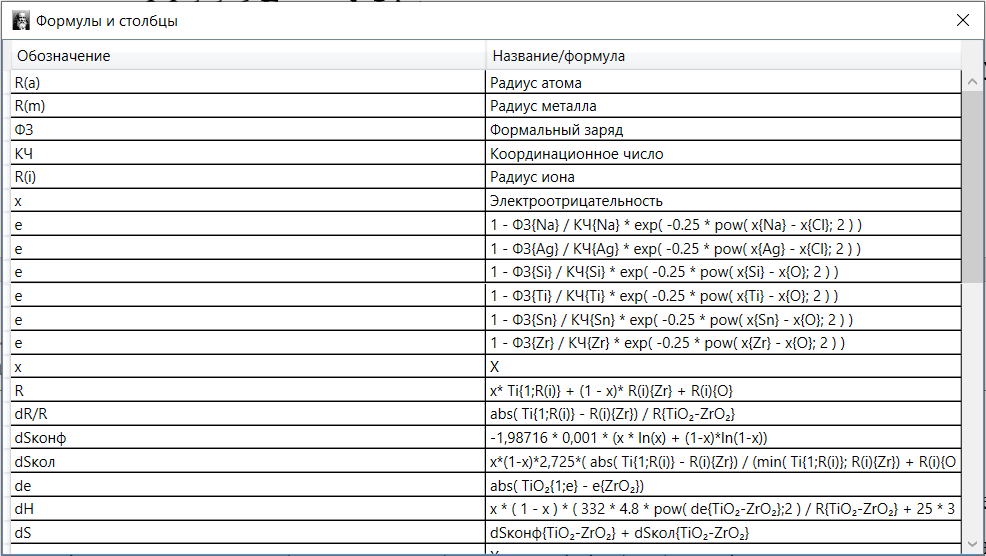 Формулы и столбцы
Обозначение Название/формула
R(a) Радиус атома
R(m) Радиус металла
ФЗ Формальный заряд
КЧ Координационное число
R(i) Радиус иона
x Электроотрицательность
e 1 - ФЗ{Na} / КЧ{Na} * exp( -0.25 * pow( x{Na} - x{Cl}; 2 ) )
e 1 - ФЗ{Ag} / КЧ{Ag} * exp( -0.25 * pow( x{Ag} - x{Cl}; 2 ) )
e 1 - ФЗ{Si} / КЧ{Si} * exp( -0.25 * pow( x{Si} - x{O}; 2 ) )
e 1 - ФЗ{Ti} / КЧ{Ti} * exp( -0.25 * pow( x{Ti} - x{O}; 2 ) )
e 1 - ФЗ{Sn} / КЧ{Sn} * exp( -0.25 * pow( x{Sn} - x{O}; 2 ) )
e 1 - ФЗ{Zr} / КЧ{Zr} * exp( -0.25 * pow( x{Zr} - x{O}; 2 ) )
x X
R x* Ti{1;R(i)} + (1 - x)* R(i){Zr} + R(i){O}
dR/R abs( Ti{1;R(i)} - R(i){Zr}) / R{TiO₂-ZrO₂}
dSконф -1,98716 * 0,001 * (x * ln(x) + (1-x)*ln(1-x))
dSкол x*(1-x)*2,725*( abs( Ti{1;R(i)} - R(i){Zr}) / (min( Ti{1;R(i)}; R(i){Zr}) + R(i){O
de abs( TiO₂{1;e} - e{ZrO₂})
dH x * ( 1 - x ) * ( 332 * 4.8 * pow( de{TiO₂-ZrO₂};2 ) / R{TiO₂-ZrO₂} + 25 * 3
dS dSконф{TiO₂-ZrO₂} + dSкол{TiO₂-ZrO₂}